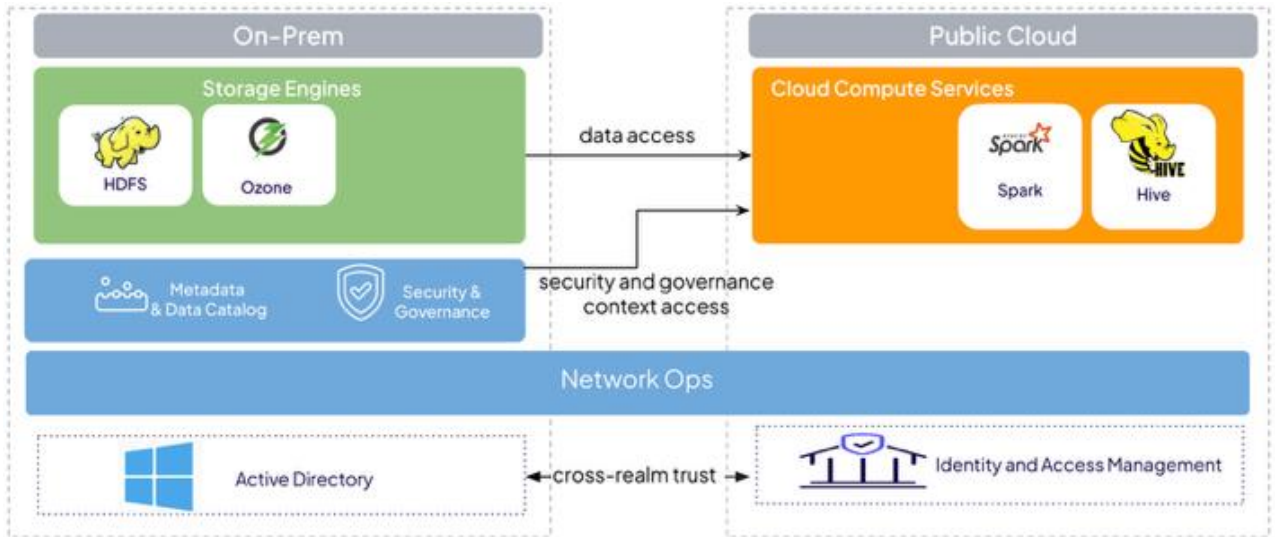 On-Prem
Public Cloud
Storage Engines
Cloud Compute Services
HDFS
Ozone
data access
Spark
Spark
HIVE
Hive
Metadata
& Data Catalog
Security &
Governance
security and governance
context access
Network Ops
Active Directory
cross-realm trust
Identity and Access Management